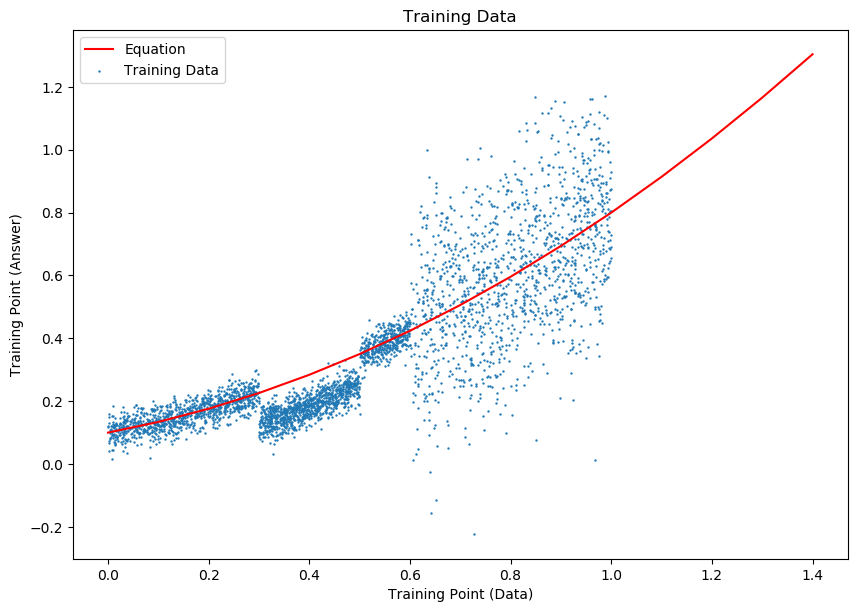 Training Data
Equation
Training Data
Training Point (Answer)
1.2
1.0
0.8
0.6
0.4
0.2
0.0
−0.2
0.0 0.2 0.4 0.6 0.8 1.0 1.2 1.4
Training Point (Data)